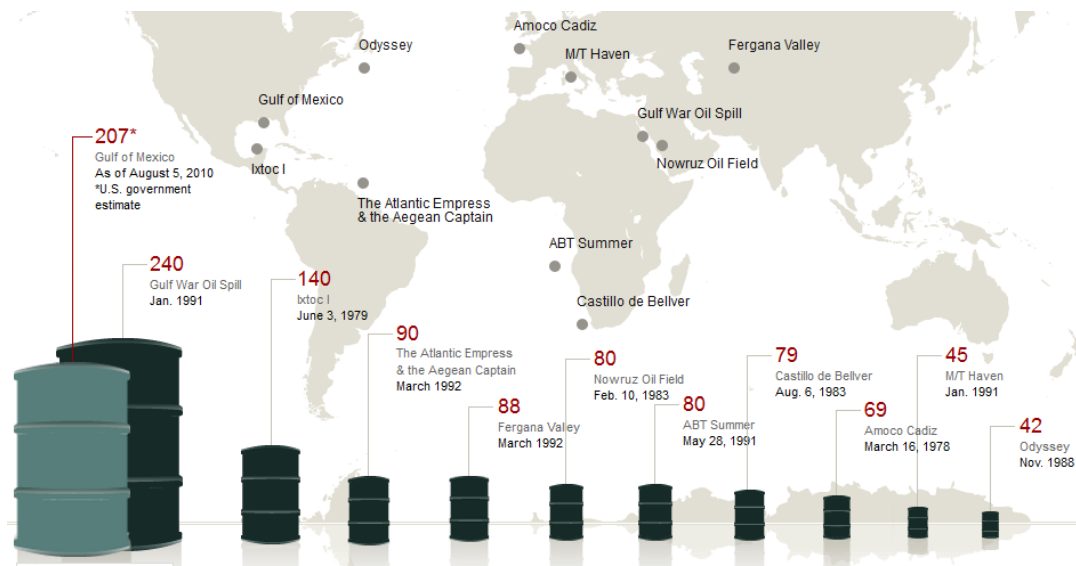 Amoco Cadiz
Odyssey
M/T Haven
Fergana Valley
Gulf of Mexico
Gulf War Oil Spill
Ixtoc I
Nowruz Oil Field
The Atlantic Empress
& the Aegean Captain
ABT Summer
Castillo de Bellver
207*
Gulf of Mexico
As of August 5, 2010
*U.S. government
estimate
240
Gulf War Oil Spill
Jan. 1991
140
Ixtoc I
June 3, 1979
90
The Atlantic Empress
& the Aegean Captain
March 1992
88
Fergana Valley
March 1992
80
Nowruz Oil Field
Feb. 10, 1983
80
ABT Summer
May 28, 1991
79
Castillo de Bellver
Aug. 6, 1983
69
Amoco Cadiz
March 16, 1978
45
M/T Haven
Jan. 1991
42
Odyssey
Nov. 1988